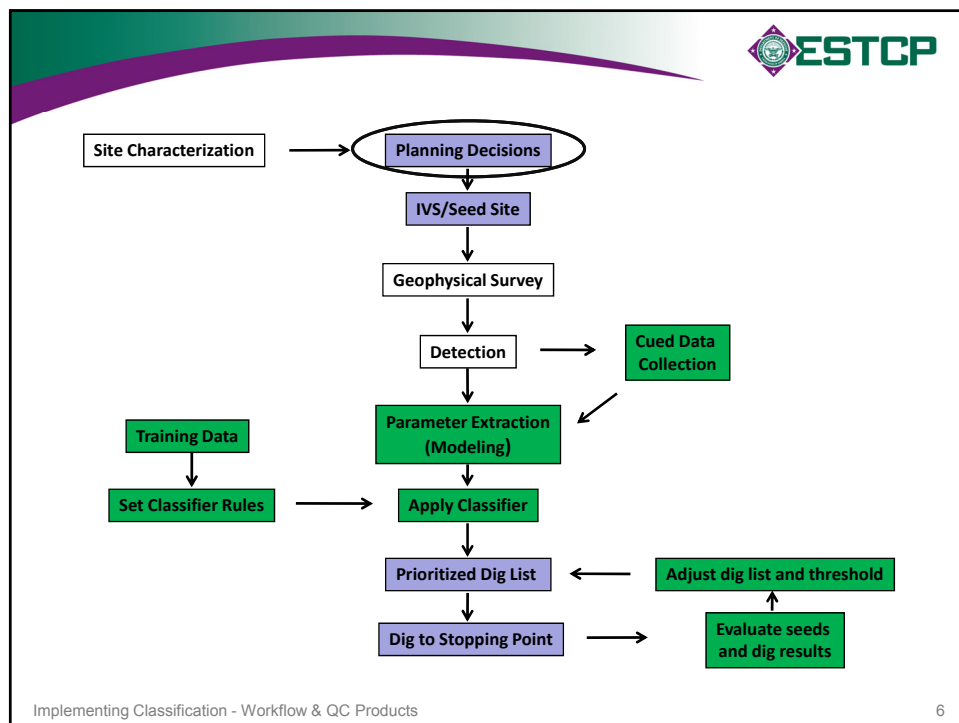 ESTCP
Site Characterization
Planning Decisions
IVS/Seed Site
Geophysical Survey
Detection
Cued Data
Collection
Parameter Extraction
(Modeling)
Training Data
Set Classifier Rules
Apply Classifier
Prioritized Dig List
Adjust dig list and threshold
Dig to Stopping Point
Evaluate seeds
and dig results
Implementing Classification - Workflow & QC Products
6